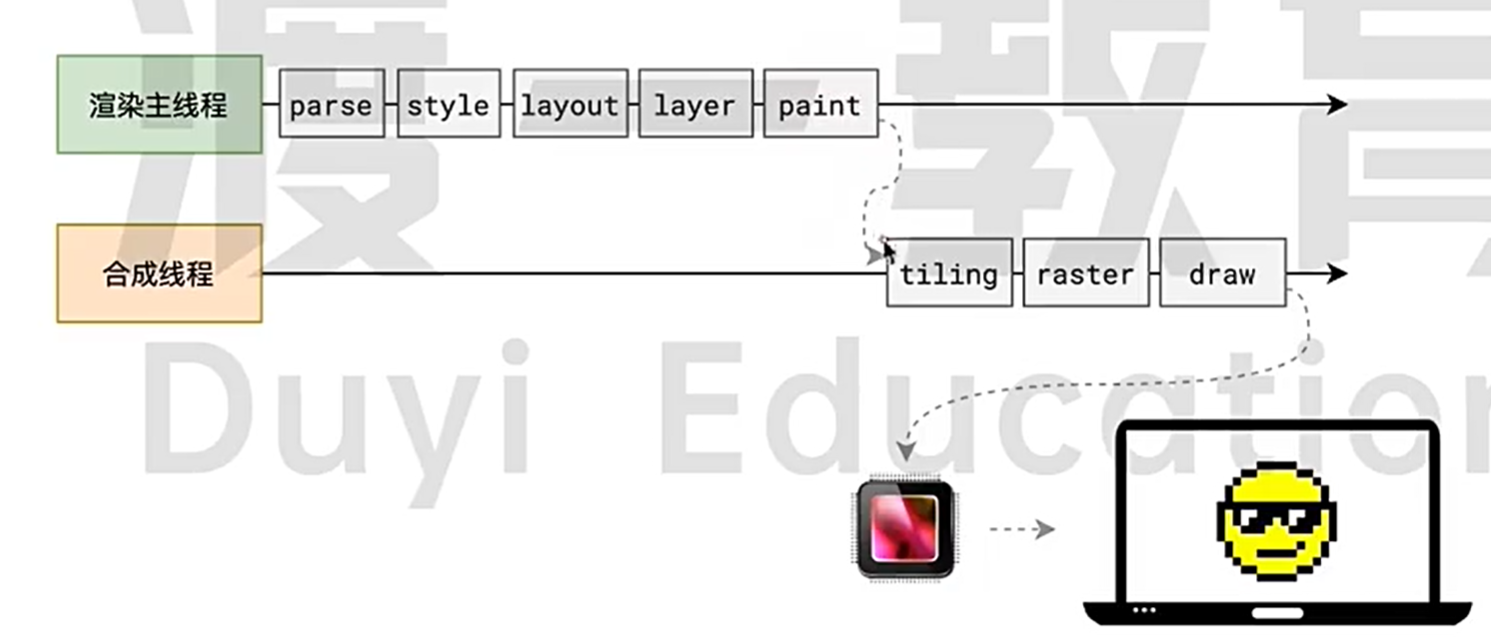 渲染主线程
parse style layout layer paint
合成线程
tiling raster draw
渡一教育
Duyi Education